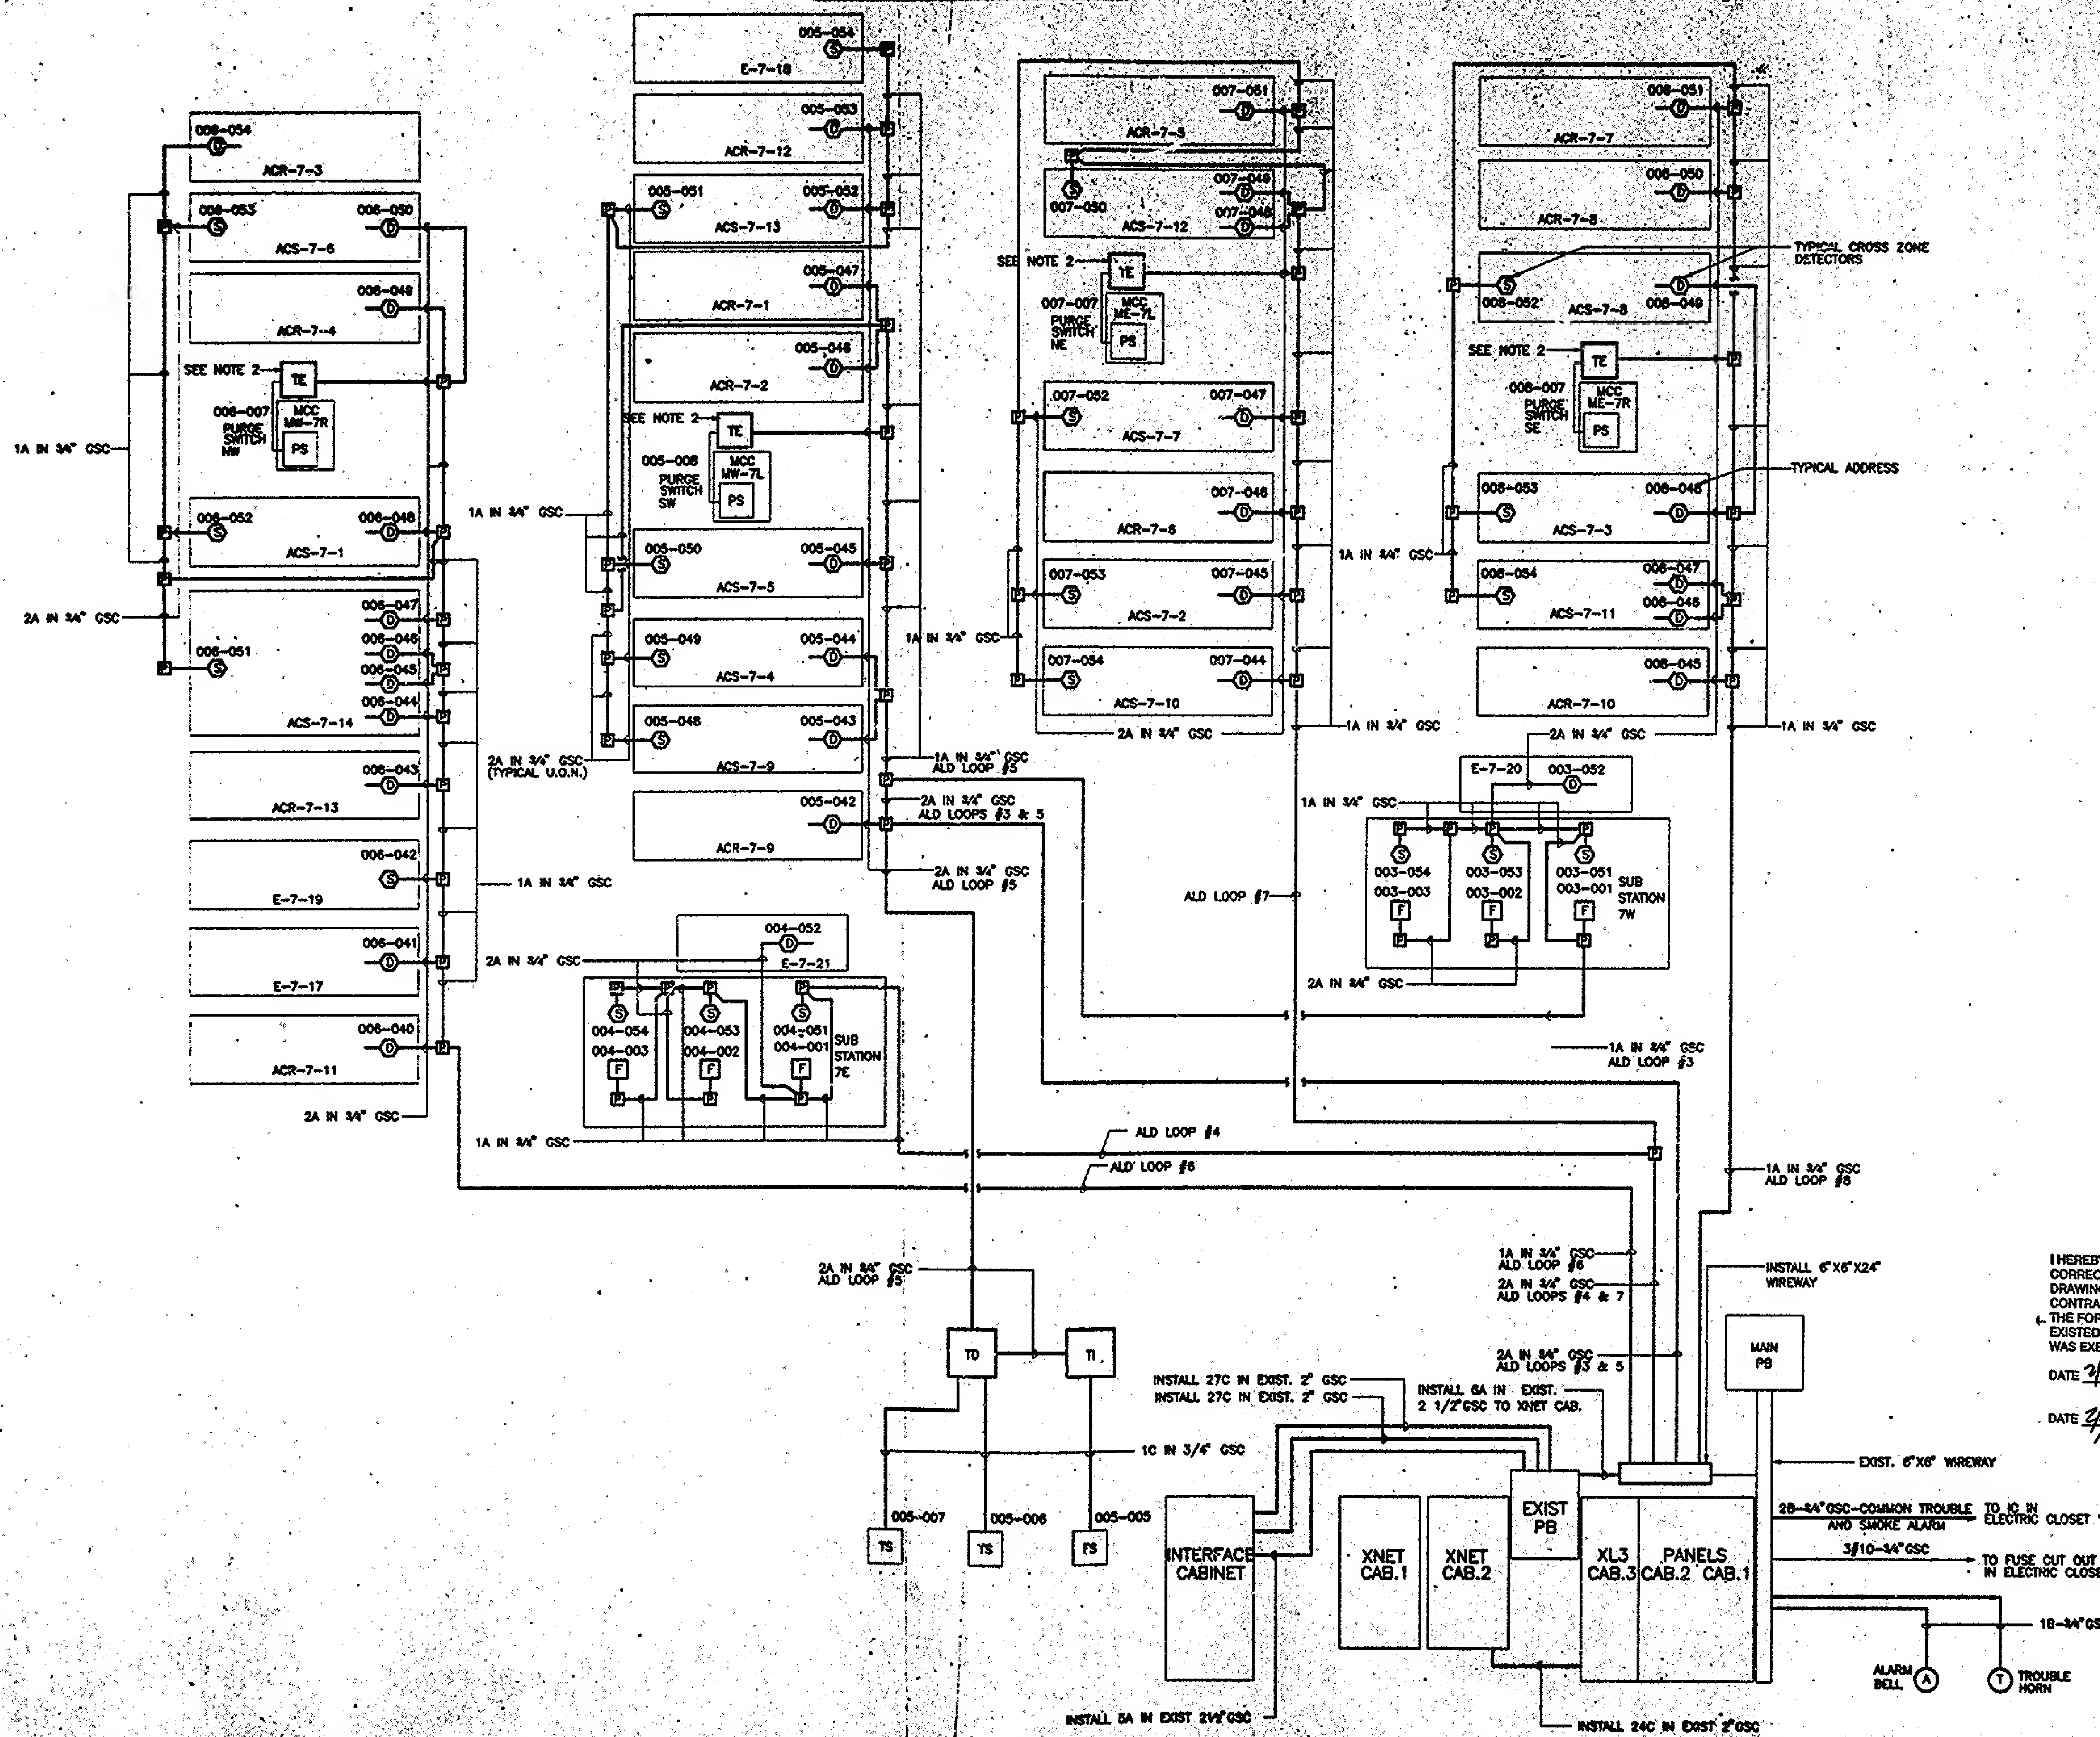 006-054
D
ACR-7-3
006-053
006-050
S
D
ACS-7-6
006-049
D
ACR-7-4
SEE NOTE 2
TE
006-007
PURGE
SWITCH
NW
MCC
MW-7R
PS
1A IN 3/4" GSC
006-052
006-048
S
D
ACS-7-1
2A IN 3/4" GSC
006-047
D
006-046
D
006-051
S
006-045
D
006-044
D
ACS-7-14
006-043
D
ACR-7-13
006-042
S
E-7-19
1A IN 3/4" GSC
006-041
D
E-7-17
006-040
D
ACR-7-11
2A IN 3/4" GSC
005-054
S
E-7-18
005-053
D
ACR-7-12
005-051
005-052
S
D
ACS-7-13
005-047
D
ACR-7-1
005-046
D
ACR-7-2
SEE NOTE 2
TE
005-008
PURGE
SWITCH
SW
MCC
MW-7L
PS
1A IN 3/4" GSC
005-050
005-045
S
D
ACS-7-5
005-049
005-044
S
D
ACS-7-4
005-048
005-043
S
D
ACS-7-9
2A IN 3/4" GSC
(TYPICAL U.O.N.)
1A IN 3/4" GSC
ALD LOOP #5
2A IN 3/4" GSC
ALD LOOPS #3 & 5
005-042
D
ACR-7-9
2A IN 3/4" GSC
ALD LOOP #5
004-052
D
E-7-21
2A IN 3/4" GSC
P P P P
S S S
004-054 004-053 004-051
004-003 004-002 004-001
F F F
P P P
SUB
STATION
7E
1A IN 3/4" GSC
007-051
D
ACR-7-5
007-049
D
007-050
S
007-048
D
ACS-7-12
SEE NOTE 2
TE
007-007
PURGE
SWITCH
NE
MCC
ME-7L
PS
007-052
007-047
S
D
ACS-7-7
007-046
D
ACR-7-6
007-053
007-045
S
D
ACS-7-2
1A IN 3/4" GSC
007-054
007-044
S
D
ACS-7-10
2A IN 3/4" GSC
1A IN 3/4" GSC
ALD LOOP #7
008-051
D
ACR-7-7
008-050
D
ACR-7-8
TYPICAL CROSS ZONE
DETECTORS
S
D
008-052
008-049
ACS-7-8
SEE NOTE 2
TE
008-007
PURGE
SWITCH
SE
MCC
ME-7R
PS
TYPICAL ADDRESS
008-053
008-048
S
D
ACS-7-3
1A IN 3/4" GSC
008-054
008-047
S
D
008-046
D
ACS-7-11
008-045
D
ACR-7-10
2A IN 3/4" GSC
1A IN 3/4" GSC
E-7-20
003-052
D
1A IN 3/4" GSC
P P P P
S S S
003-054 003-053 003-051
003-003 003-002 003-001
F F F
P P P
SUB
STATION
7W
2A IN 3/4" GSC
1A IN 3/4" GSC
ALD LOOP #3
ALD LOOP #4
ALD LOOP #6
1A IN 3/4" GSC
ALD LOOP #8
2A IN 3/4" GSC
ALD LOOP #5
1A IN 3/4" GSC
ALD LOOP #6
2A IN 3/4" GSC
ALD LOOPS #4 & 7
2A IN 3/4" GSC
ALD LOOPS #3 & 5
INSTALL 6"X6"X24"
WIREWAY
TD
TI
MAIN
PB
INSTALL 27C IN EXIST. 2" GSC
INSTALL 27C IN EXIST. 2" GSC
INSTALL 6A IN EXIST.
2 1/2"GSC TO XNET CAB.
1C IN 3/4" GSC
005-007
TS
005-006
005-005
FS
EXIST. 6"X6" WIREWAY
INTERFACE
CABINET
XNET
CAB.1
XNET
CAB.2
EXIST
PB
XL3
CAB.3
PANELS
CAB.2 CAB.1
2B-3/4"GSC-COMMON TROUBLE
AND SMOKE ALARM
TO IC IN
ELECTRIC CLOSET
3#10-3/4"GSC
TO FUSE CUT OUT
IN ELECTRIC CLOSE
1B-3/4"GS
ALARM
BELL
A
T
TROUBLE
HORN
INSTALL 5A IN EXIST 2 1/2"GSC
INSTALL 24C IN EXIST 2"GSC
I HEREB
CORREC
DRAWING
CONTRA
THE FOR
EXISTED
WAS EXE
DATE
DATE